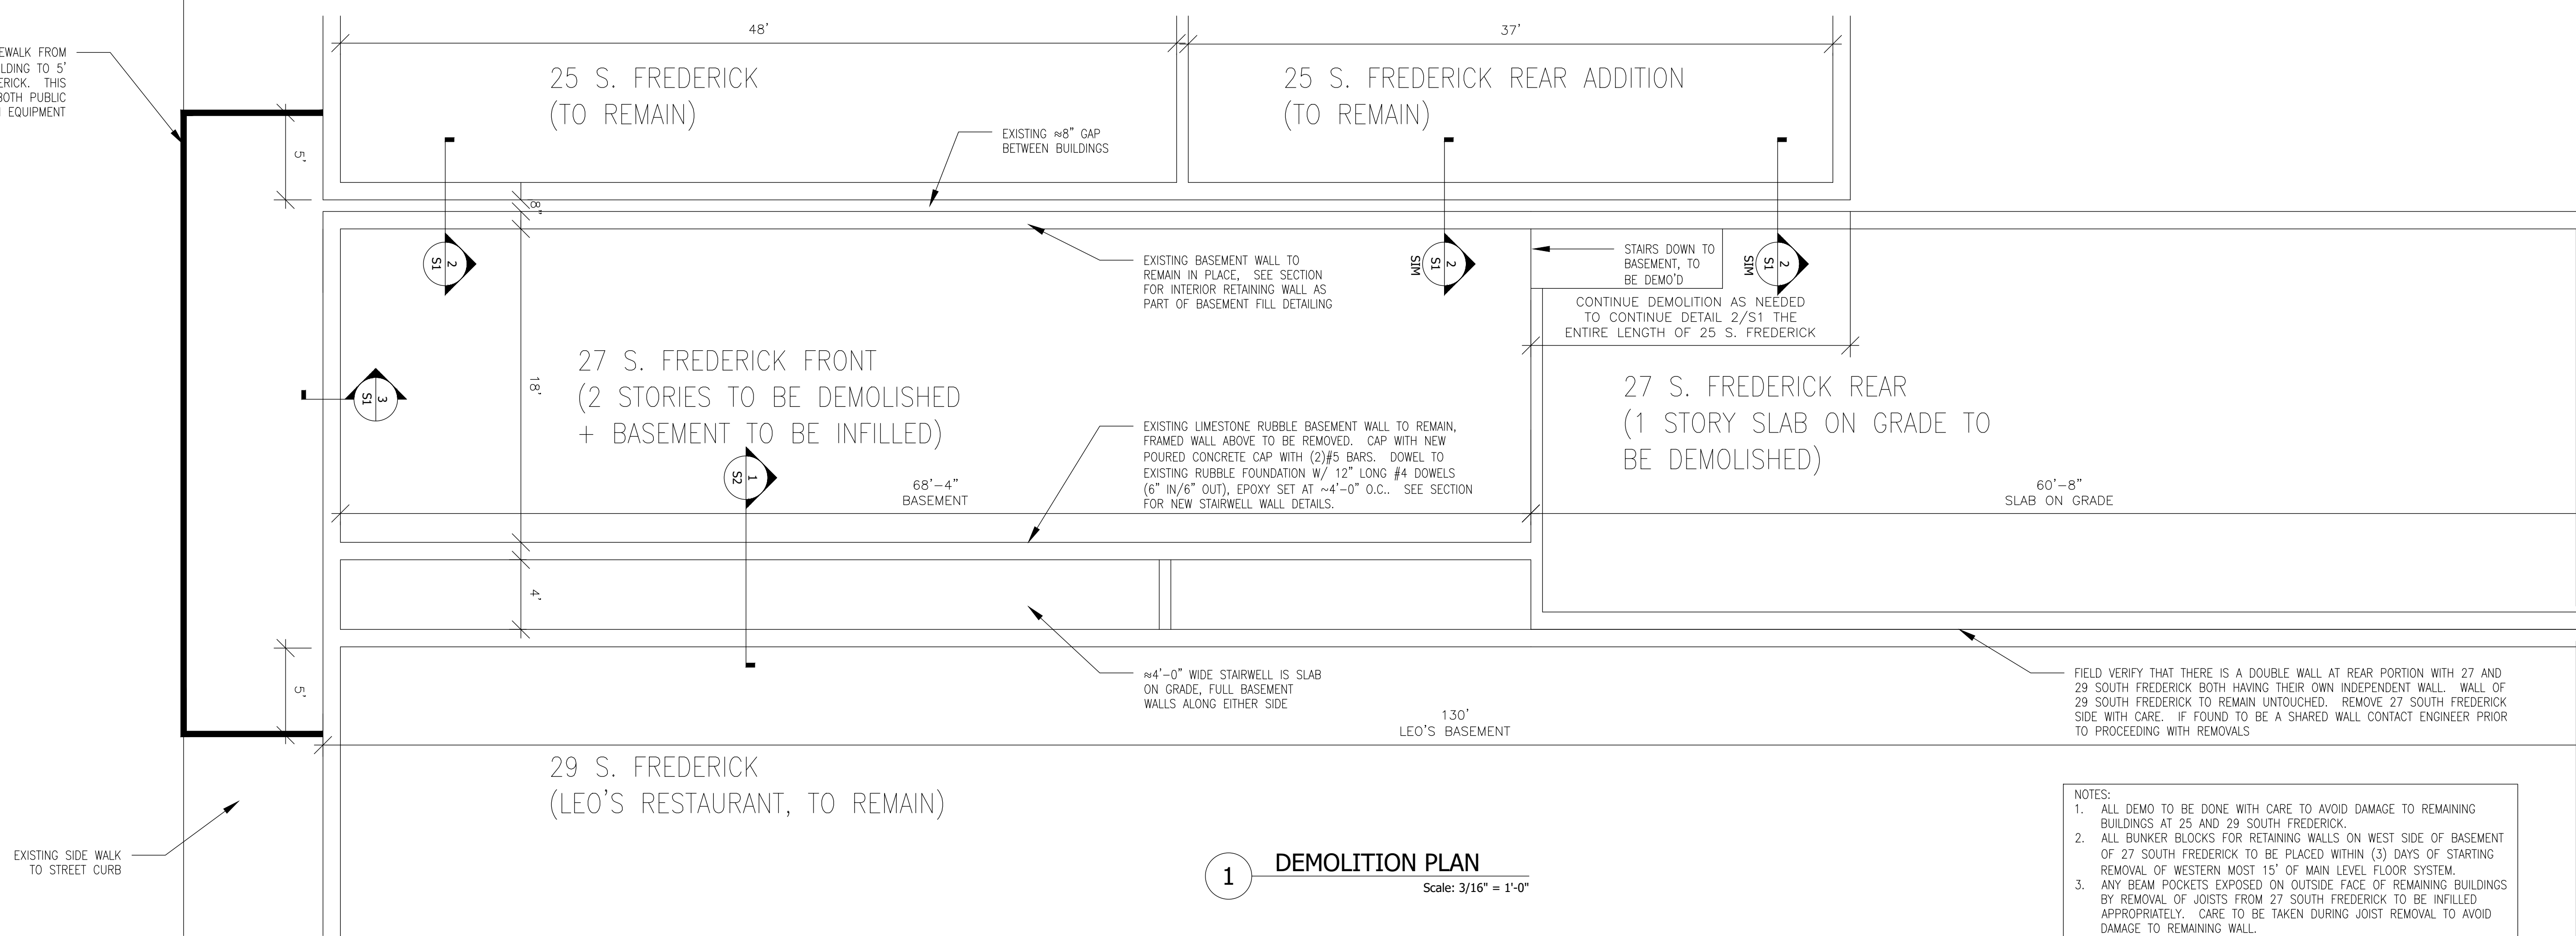 EWALK FROM
LDING TO 5'
ERICK. THIS
BOTH PUBLIC
EQUIPMENT
48'
37'
25 S. FREDERICK
(TO REMAIN)
25 S. FREDERICK REAR ADDITION
(TO REMAIN)
EXISTING ≈8" GAP
BETWEEN BUILDINGS
5'
8"
2
S1
2
S1
SIM
2
S1
SIM
EXISTING BASEMENT WALL TO
REMAIN IN PLACE, SEE SECTION
FOR INTERIOR RETAINING WALL AS
PART OF BASEMENT FILL DETAILING
STAIRS DOWN TO
BASEMENT, TO
BE DEMO'D
CONTINUE DEMOLITION AS NEEDED
TO CONTINUE DETAIL 2/S1 THE
ENTIRE LENGTH OF 25 S. FREDERICK
3
S1
18'
27 S. FREDERICK FRONT
(2 STORIES TO BE DEMOLISHED
+ BASEMENT TO BE INFILLED)
27 S. FREDERICK REAR
(1 STORY SLAB ON GRADE TO
BE DEMOLISHED)
EXISTING LIMESTONE RUBBLE BASEMENT WALL TO REMAIN,
FRAMED WALL ABOVE TO BE REMOVED. CAP WITH NEW
POURED CONCRETE CAP WITH (2)#5 BARS. DOWEL TO
EXISTING RUBBLE FOUNDATION W/ 12" LONG #4 DOWELS
(6" IN/6" OUT), EPOXY SET AT ~4'-0" O.C.. SEE SECTION
FOR NEW STAIRWELL WALL DETAILS.
1
S2
68'-4"
BASEMENT
60'-8"
SLAB ON GRADE
4'
5'
≈4'-0" WIDE STAIRWELL IS SLAB
ON GRADE, FULL BASEMENT
WALLS ALONG EITHER SIDE
130'
LEO'S BASEMENT
FIELD VERIFY THAT THERE IS A DOUBLE WALL AT REAR PORTION WITH 27 AND
29 SOUTH FREDERICK BOTH HAVING THEIR OWN INDEPENDENT WALL. WALL OF
29 SOUTH FREDERICK TO REMAIN UNTOUCHED. REMOVE 27 SOUTH FREDERICK
SIDE WITH CARE. IF FOUND TO BE A SHARED WALL CONTACT ENGINEER PRIOR
TO PROCEEDING WITH REMOVALS
29 S. FREDERICK
(LEO'S RESTAURANT, TO REMAIN)
EXISTING SIDE WALK
TO STREET CURB
1
DEMOLITION PLAN
Scale: 3/16" = 1'-0"
NOTES:
1. ALL DEMO TO BE DONE WITH CARE TO AVOID DAMAGE TO REMAINING
BUILDINGS AT 25 AND 29 SOUTH FREDERICK.
2. ALL BUNKER BLOCKS FOR RETAINING WALLS ON WEST SIDE OF BASEMENT
OF 27 SOUTH FREDERICK TO BE PLACED WITHIN (3) DAYS OF STARTING
REMOVAL OF WESTERN MOST 15' OF MAIN LEVEL FLOOR SYSTEM.
3. ANY BEAM POCKETS EXPOSED ON OUTSIDE FACE OF REMAINING BUILDINGS
BY REMOVAL OF JOISTS FROM 27 SOUTH FREDERICK TO BE INFILLED
APPROPRIATELY. CARE TO BE TAKEN DURING JOIST REMOVAL TO AVOID
DAMAGE TO REMAINING WALL.